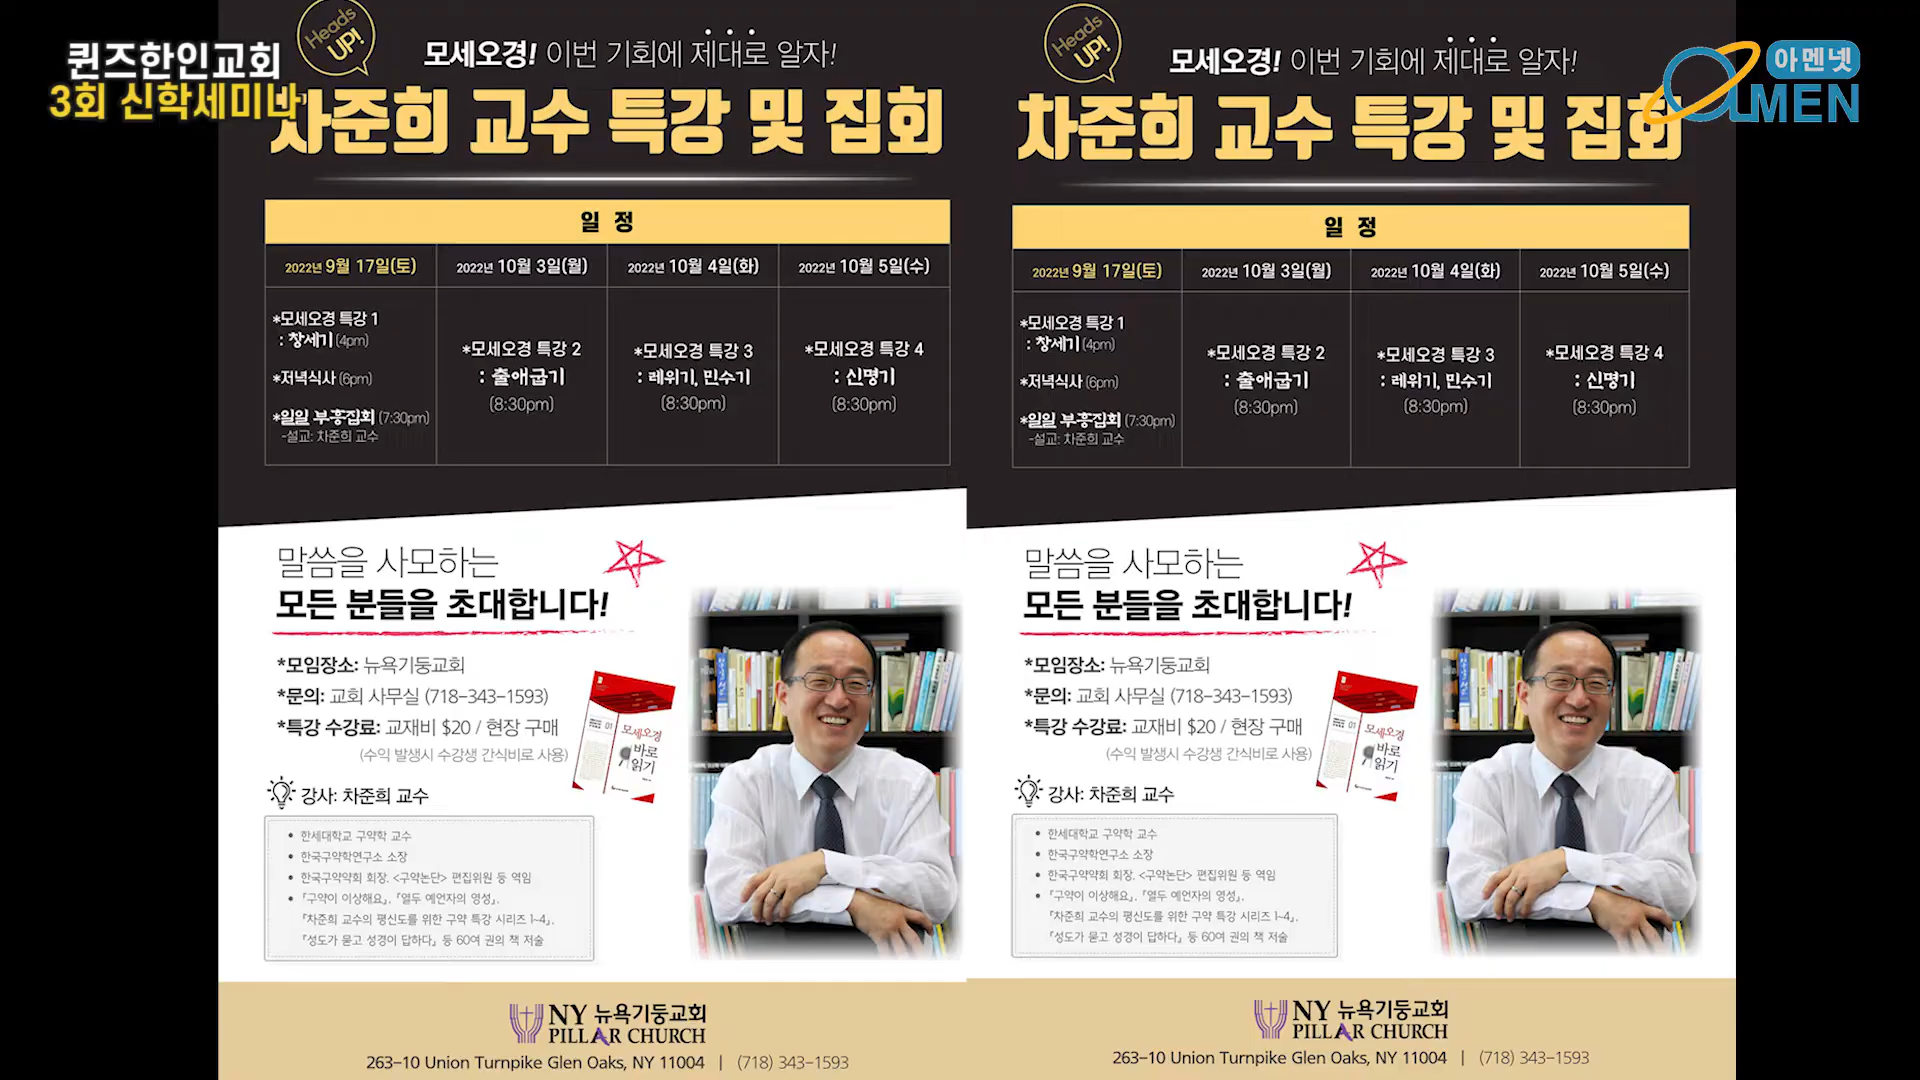 퀸즈한인교회
3회 신학세미나
아멘넷
aMEN
Heads
UP!
모세오경! 이번 기회에 제대로 알자!
차준희 교수 특강 및 집회
일 정
2022년 9월 17일(토)
2022년 10월 3일(월)
2022년 10월 4일(화)
2022년 10월 5일(수)
*모세오경 특강 1
: 창세기 (4pm)
*저녁식사 (6pm)
*일일 부흥집회 (7:30pm)
-설교: 차준희 교수
*모세오경 특강 2
: 출애굽기
(8:30pm)
*모세오경 특강 3
: 레위기, 민수기
(8:30pm)
*모세오경 특강 4
: 신명기
(8:30pm)
말씀을 사모하는
모든 분들을 초대합니다!
*모임장소: 뉴욕기둥교회
*문의: 교회 사무실 (718-343-1593)
*특강 수강료: 교재비 $20 / 현장 구매
(수익 발생시 수강생 간식비로 사용)
01
모세오경
바로
읽기
강사: 차준희 교수
• 한세대학교 구약학 교수
• 한국구약학연구소 소장
• 한국구약약회 회장. <구약논단> 편집위원 등 역임
• 『구약이 이상해요』. 『열두 예언자의 영성』.
『차준희 교수의 평신도를 위한 구약 특강 시리즈 1~4』.
『성도가 묻고 성경이 답하다』 등 60여 권의 책 저술
NY 뉴욕기둥교회
PILLAR CHURCH
263-10 Union Turnpike Glen Oaks, NY 11004 | (718) 343-1593
Heads
UP!
모세오경! 이번 기회에 제대로 알자!
차준희 교수 특강 및 집회
일 정
2022년 9월 17일(토)
2022년 10월 3일(월)
2022년 10월 4일(화)
2022년 10월 5일(수)
*모세오경 특강 1
: 창세기 (4pm)
*저녁식사 (6pm)
*일일 부흥집회 (7:30pm)
-설교: 차준희 교수
*모세오경 특강 2
: 출애굽기
(8:30pm)
*모세오경 특강 3
: 레위기, 민수기
(8:30pm)
*모세오경 특강 4
: 신명기
(8:30pm)
말씀을 사모하는
모든 분들을 초대합니다!
*모임장소: 뉴욕기둥교회
*문의: 교회 사무실 (718-343-1593)
*특강 수강료: 교재비 $20 / 현장 구매
(수익 발생시 수강생 간식비로 사용)
01
모세오경
바로
읽기
강사: 차준희 교수
• 한세대학교 구약학 교수
• 한국구약학연구소 소장
• 한국구약약회 회장. <구약논단> 편집위원 등 역임
• 『구약이 이상해요』. 『열두 예언자의 영성』.
『차준희 교수의 평신도를 위한 구약 특강 시리즈 1~4』.
『성도가 묻고 성경이 답하다』 등 60여 권의 책 저술
NY 뉴욕기둥교회
PILLAR CHURCH
263-10 Union Turnpike Glen Oaks, NY 11004 | (718) 343-1593